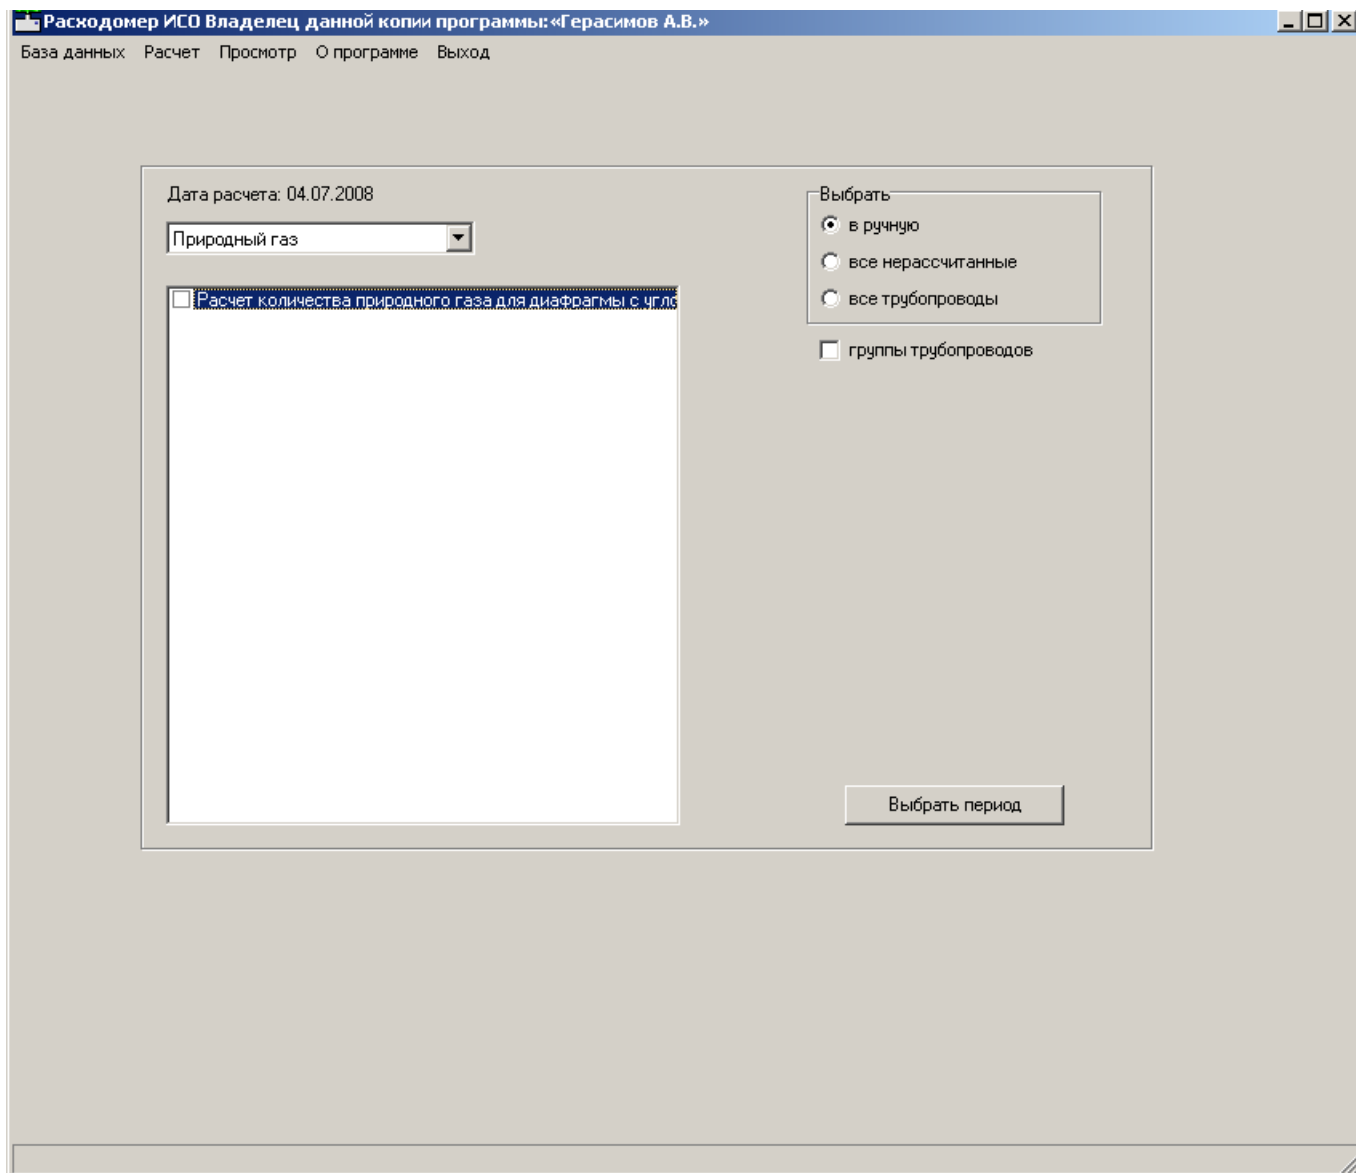 Расходомер ИСО Владелец данной копии программы:«Герасимов А.В.»
База данных Расчет Просмотр О программе Выход
Дата расчета: 04.07.2008
Природный газ
Расчет количества природного газа для диафрагмы с угло
Выбрать
в ручную
все нерассчитанные
все трубопроводы
группы трубопроводов
Выбрать период